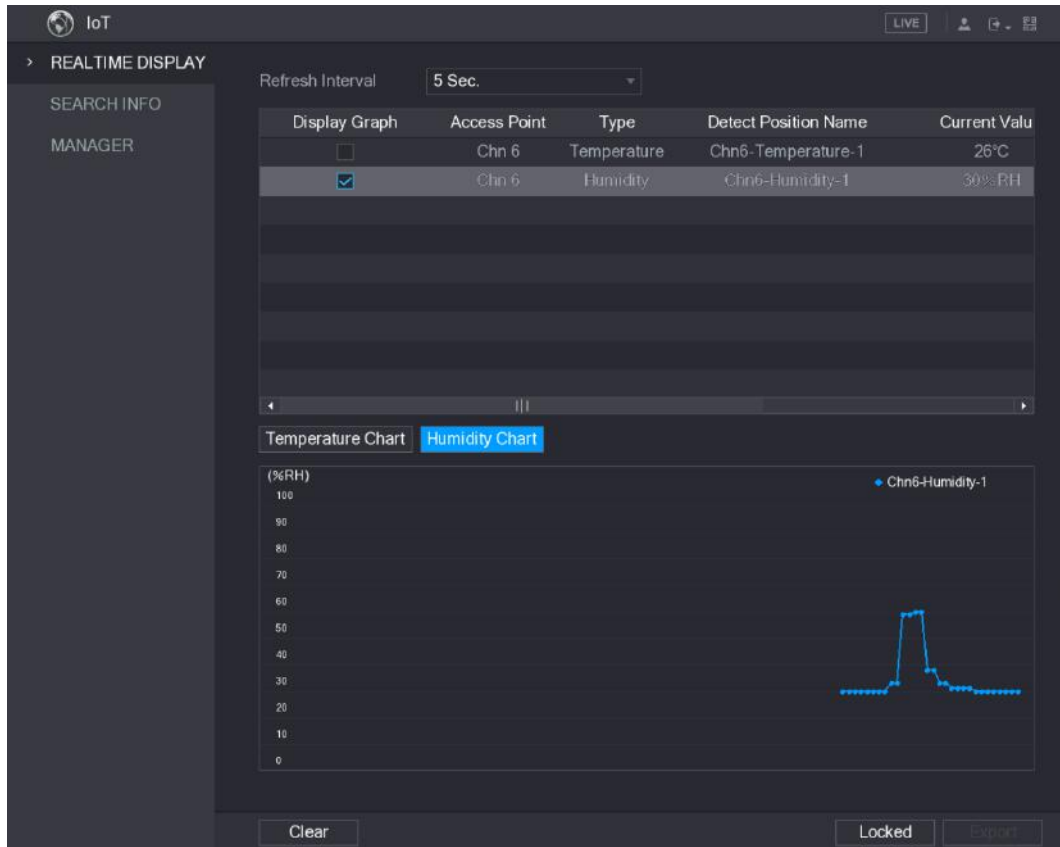 IoT
LIVE
REALTIME DISPLAY
SEARCH INFO
MANAGER
Refresh Interval 5 Sec.
Display Graph Access Point Type Detect Position Name Current Valu
Chn 6 Temperature Chn6-Temperature-1 26°C
Chn 6 Humidity Chn6-Humidity-1 30%RH
Temperature Chart Humidity Chart
(%RH)
Chn6-Humidity-1
100
90
80
70
60
50
40
30
20
10
0
Clear Locked Export